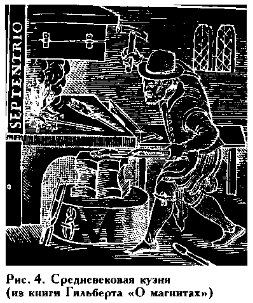 SEPTENTRIO
Рис. 4. Средневековая кузня
(из книги Гильберта «О магнитах»)